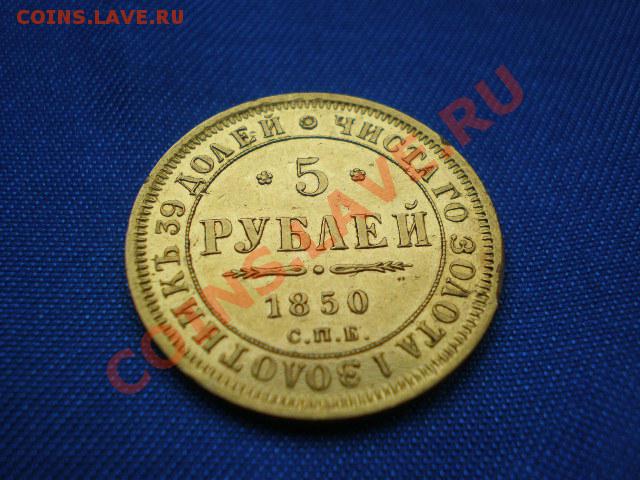 COINS.LAVE.RU
ЧИСТАГО ЗОЛОТА 1 ЗОЛОТНИКЪ 39 ДОЛЕЙ
5
РУБЛЕЙ
1850
С.П.Б.
COINS.LAVE.RU